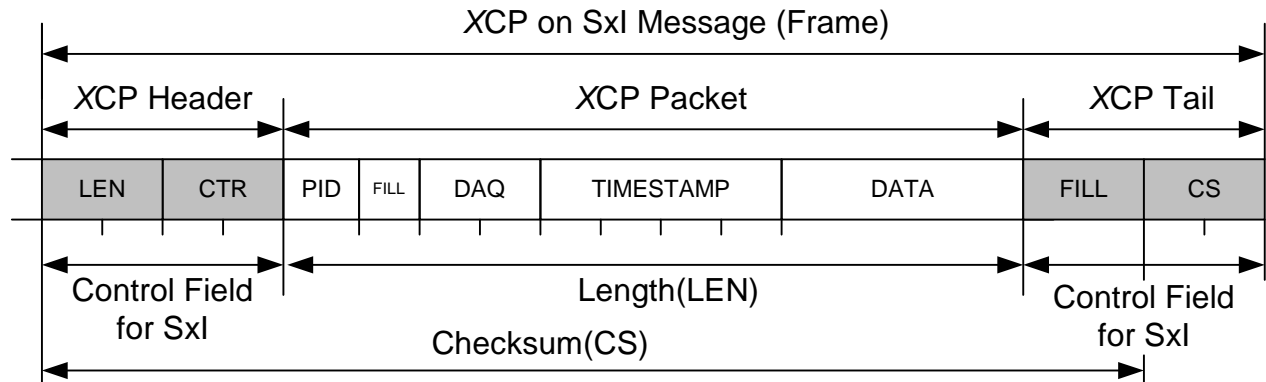 XCP on SxI Message (Frame)
XCP Header XCP Packet XCP Tail
LEN CTR PID FILL DAQ TIMESTAMP DATA FILL CS
Control Field
for SxI
Length(LEN)
Control Field
for SxI
Checksum(CS)